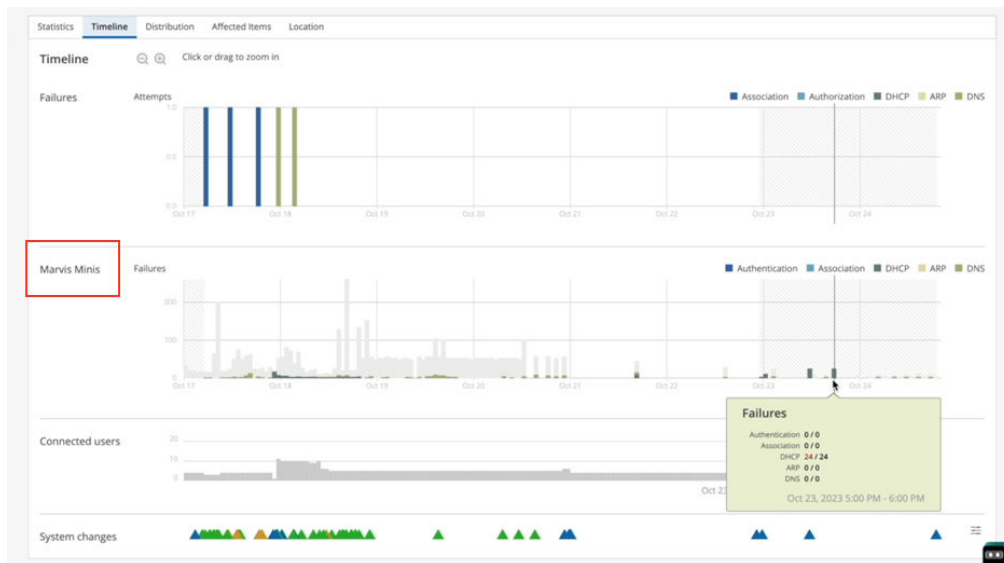 Statistics Timeline Distribution Affected Items Location
Timeline Click or drag to zoom in
Failures Attempts Association Authorization DHCP ARP DNS
1.0
0.5
0.0
Oct 17 Oct 18 Oct 19 Oct 20 Oct 21 Oct 22 Oct 23 Oct 24
Marvis Minis Failures Authentication Association DHCP ARP DNS
200
100
0
Oct 17 Oct 18 Oct 19 Oct 20 Oct 21 Oct 22 Oct 23 Oct 24
Failures
Authentication 0 / 0
Association 0 / 0
DHCP 24 / 24
ARP 0 / 0
DNS 0 / 0
Oct 23, 2023 5:00 PM - 6:00 PM
Connected users 20
10
0
Oct 23
System changes